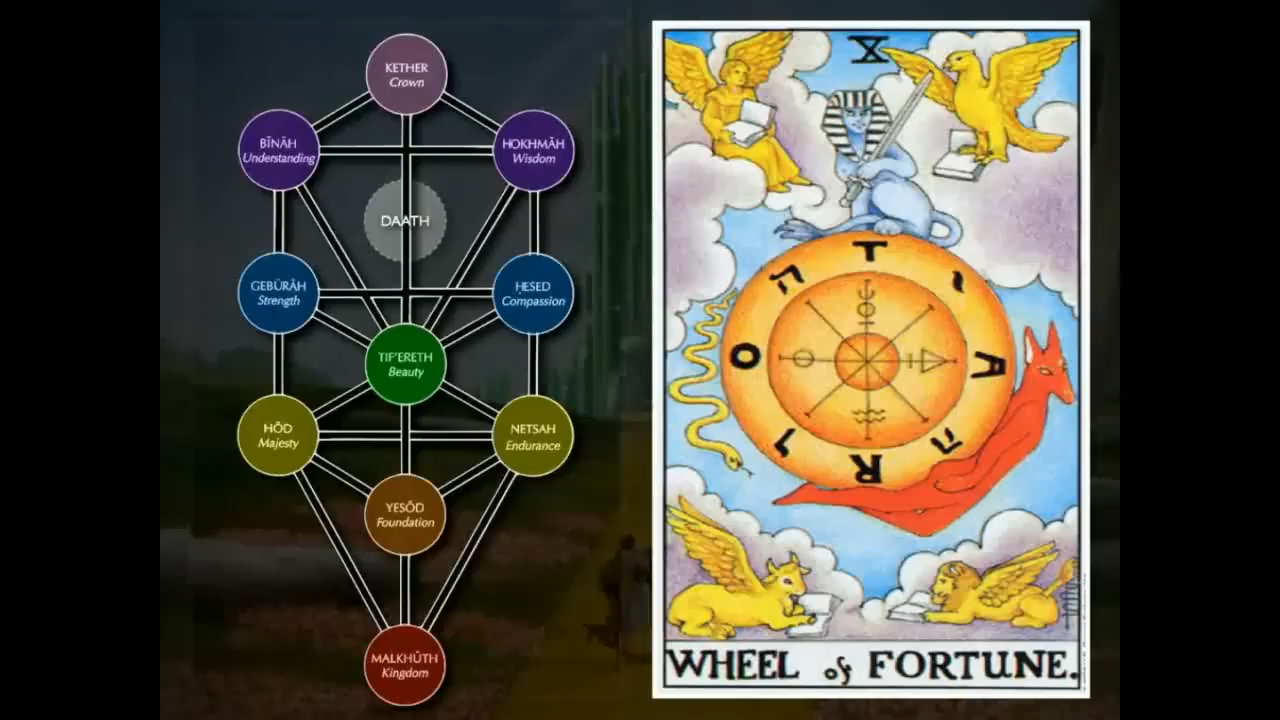 KETHER
Crown
BĪNĀH
Understanding
HOKHMĀH
Wisdom
DAATH
GEBŪRĀH
Strength
ḤESED
Compassion
TIF'ERETH
Beauty
HŌD
Majesty
NETSAH
Endurance
YESŌD
Foundation
MALKHŪTH
Kingdom
X
T
י
A
ה
R
ו
O
ה
WHEEL of FORTUNE.